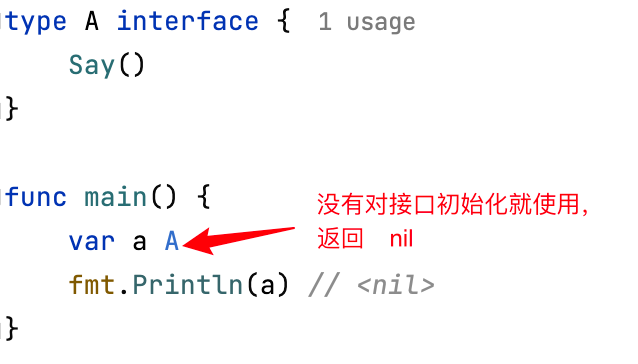 type A interface { 1 usage
Say()
}
func main() {
没有对接口初始化就使用，
返回 nil
var a A
fmt.Println(a) // <nil>
}